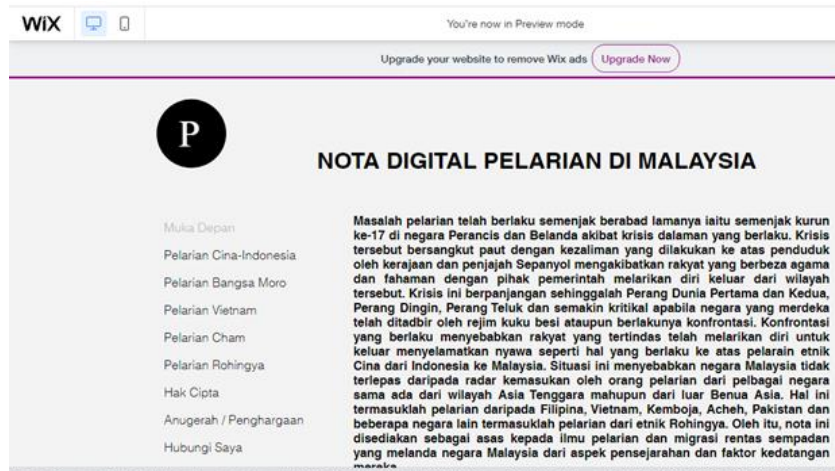 WiX
You're now in Preview mode
Upgrade your website to remove Wix ads
Upgrade Now
P
NOTA DIGITAL PELARIAN DI MALAYSIA
Muka Depan
Pelarian Cina-Indonesia
Pelarian Bangsa Moro
Pelarian Vietnam
Pelarian Cham
Pelarian Rohingya
Hak Cipta
Anugerah / Penghargaan
Hubungi Saya
Masalah pelarian telah berlaku semenjak berabad lamanya iaitu semenjak kurun
ke-17 di negara Perancis dan Belanda akibat krisis dalaman yang berlaku. Krisis
tersebut bersangkut paut dengan kezaliman yang dilakukan ke atas penduduk
oleh kerajaan dan penjajah Sepanyol mengakibatkan rakyat yang berbeza agama
dan fahaman dengan pihak pemerintah melarikan diri keluar dari wilayah
tersebut. Krisis ini berpanjangan sehinggalah Perang Dunia Pertama dan Kedua,
Perang Dingin, Perang Teluk dan semakin kritikal apabila negara yang merdeka
telah ditadbir oleh rejim kuku besi ataupun berlakunya konfrontasi. Konfrontasi
yang berlaku menyebabkan rakyat yang tertindas telah melarikan diri untuk
keluar menyelamatkan nyawa seperti hal yang berlaku ke atas pelarain etnik
Cina dari Indonesia ke Malaysia. Situasi ini menyebabkan negara Malaysia tidak
terlepas daripada radar kemasukan oleh orang pelarian dari pelbagai negara
sama ada dari wilayah Asia Tenggara mahupun dari luar Benua Asia. Hal ini
termasuklah pelarian daripada Filipina, Vietnam, Kemboja, Acheh, Pakistan dan
beberapa negara lain termasuklah pelarian dari etnik Rohingya. Oleh itu, nota ini
disediakan sebagai asas kepada ilmu pelarian dan migrasi rentas sempadan
yang melanda negara Malaysia dari aspek pensejarahan dan faktor kedatangan
mereka